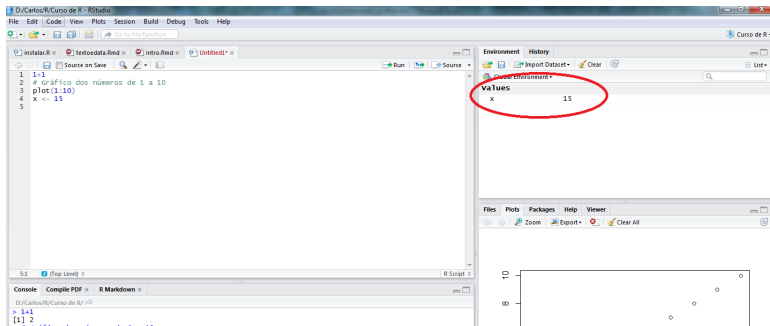 D:/Carlos/R/Curso de R - RStudio
File Edit Code View Plots Session Build Debug Tools Help
Go to file/function
Curso de R
instalar.R × textoedata.Rmd × intro.Rmd × Untitled1* ×
Source on Save Run Source
1 1+1
2 # Gráfico dos números de 1 a 10
3 plot(1:10)
4 x <- 15
5
5:1 (Top Level) R Script
Console Compile PDF × R Markdown ×
D:/Carlos/R/Curso de R/
> 1+1
[1] 2
Environment History
Import Dataset Clear List
Global Environment
Values
x 15
Files Plots Packages Help Viewer
Zoom Export Clear All
10
8